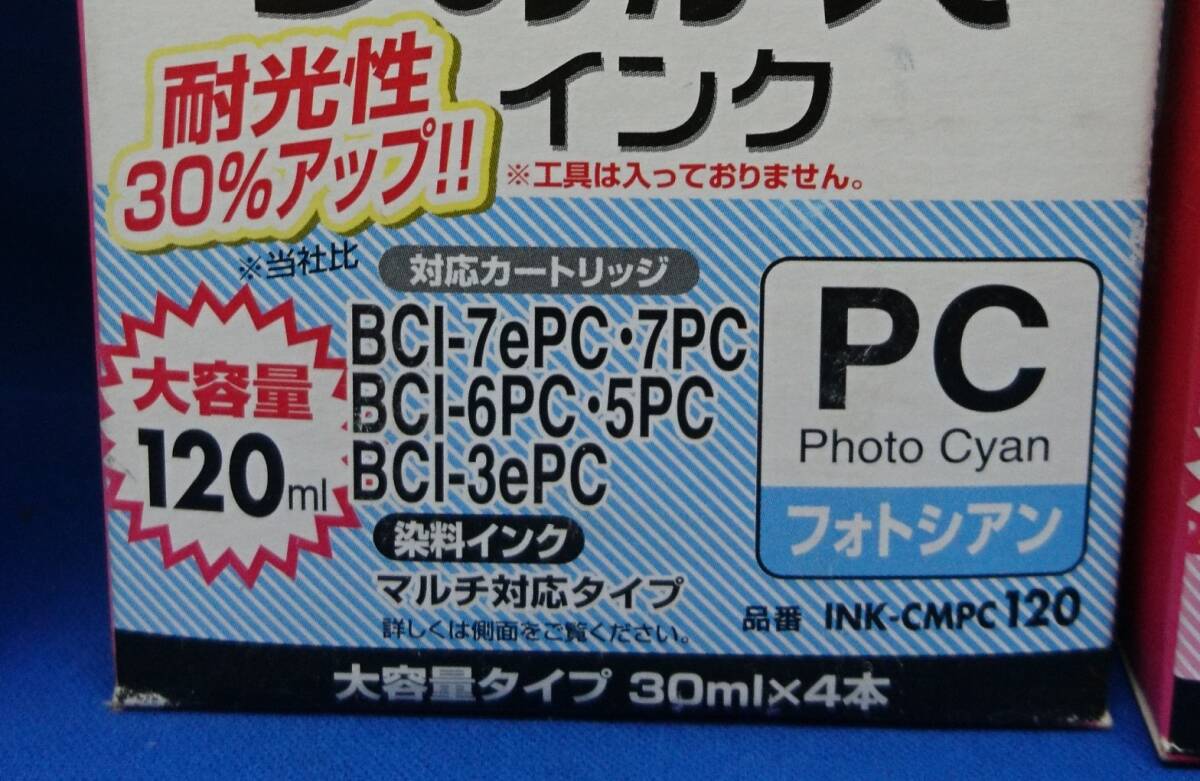 インク
耐光性
30%アップ!!
※工具は入っておりません。
※当社比
対応カートリッジ
BCI-7ePC・7PC
BCI-6PC・5PC
BCI-3ePC
大容量
120ml
染料インク
マルチ対応タイプ
詳しくは側面をご覧ください。
PC
Photo Cyan
フォトシアン
品番 INK-CMPC120
大容量タイプ 30ml×4本